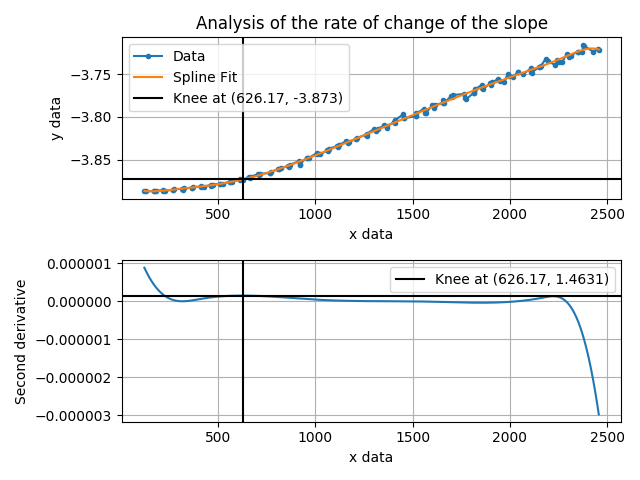 Analysis of the rate of change of the slope
Data
Spline Fit
Knee at (626.17, -3.873)
−3.75
−3.80
−3.85
y data
500 1000 1500 2000 2500
x data
Knee at (626.17, 1.4631)
0.000001
0.000000
−0.000001
−0.000002
−0.000003
Second derivative
500 1000 1500 2000 2500
x data